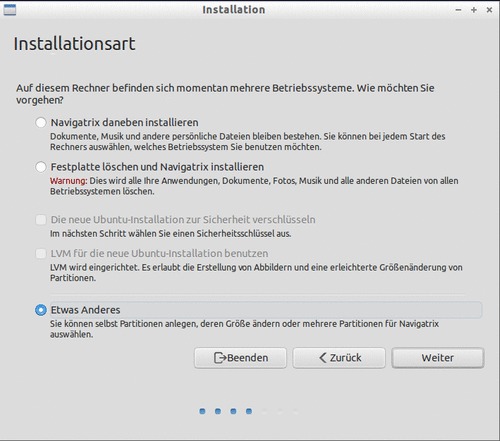 Installation
Installationsart
Auf diesem Rechner befinden sich momentan mehrere Betriebssysteme. Wie möchten Sie
vorgehen?
Navigatrix daneben installieren
Dokumente, Musik und andere persönliche Dateien bleiben bestehen. Sie können bei jedem Start des
Rechners auswählen, welches Betriebssystem Sie benutzen möchten.
Festplatte löschen und Navigatrix installieren
Warnung: Dies wird alle Ihre Anwendungen, Dokumente, Fotos, Musik und alle anderen Dateien von allen
Betriebssystemen löschen.
Die neue Ubuntu-Installation zur Sicherheit verschlüsseln
Im nächsten Schritt wählen Sie einen Sicherheitsschlüssel aus.
LVM für die neue Ubuntu-Installation benutzen
LVM wird eingerichtet. Es erlaubt die Erstellung von Abbildern und eine erleichterte Größenänderung von
Partitionen.
Etwas Anderes
Sie können selbst Partitionen anlegen, deren Größe ändern oder mehrere Partitionen für Navigatrix
auswählen.
Beenden
Zurück
Weiter